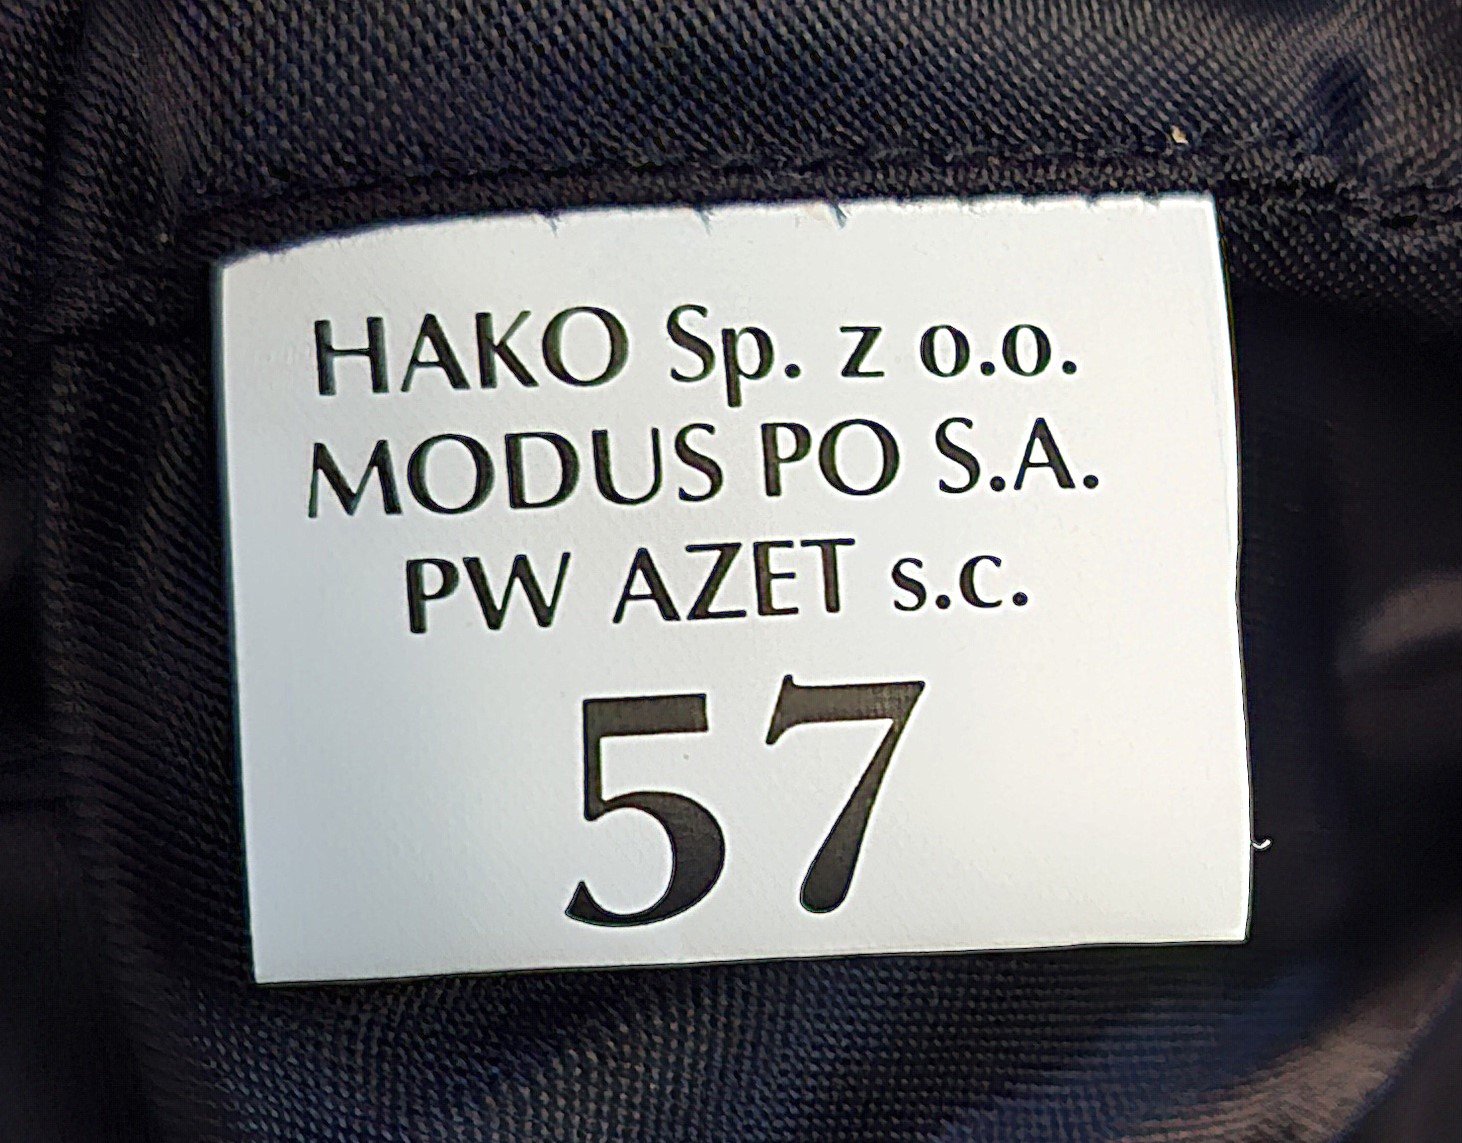 HAKO Sp. z o.o.
MODUS PO S.A.
PW AZET s.c.
57